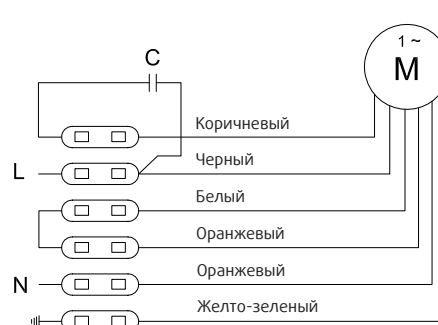 1 ~
M
C
Коричневый
L
Черный
Белый
Оранжевый
N
Оранжевый
Желто-зеленый